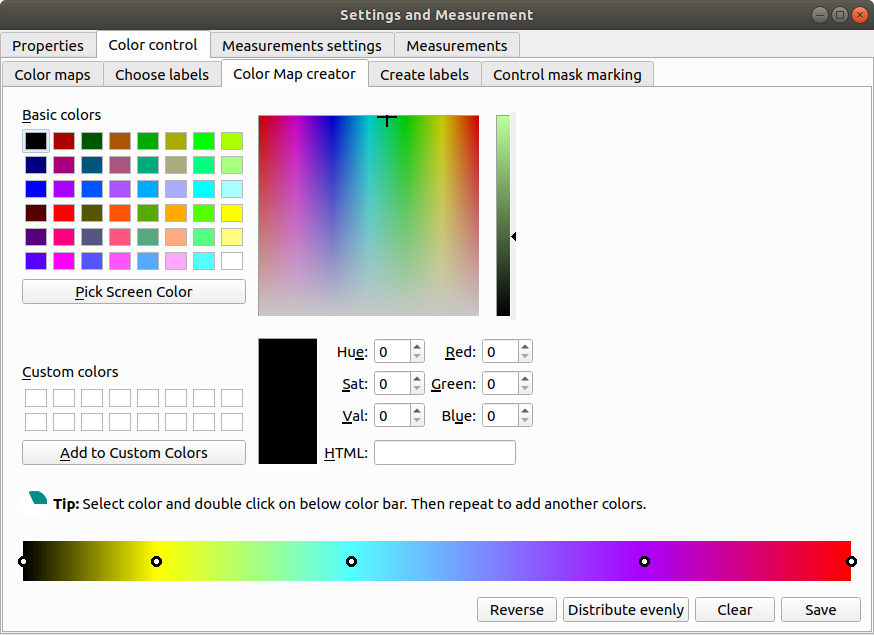 Settings and Measurement
Properties Color control Measurements settings Measurements
Color maps Choose labels Color Map creator Create labels Control mask marking
Basic colors
Pick Screen Color
Hue: 0 Red: 0
Custom colors
Sat: 0 Green: 0
Val: 0 Blue: 0
Add to Custom Colors
HTML:
Tip: Select color and double click on below color bar. Then repeat to add another colors.
Reverse Distribute evenly Clear Save